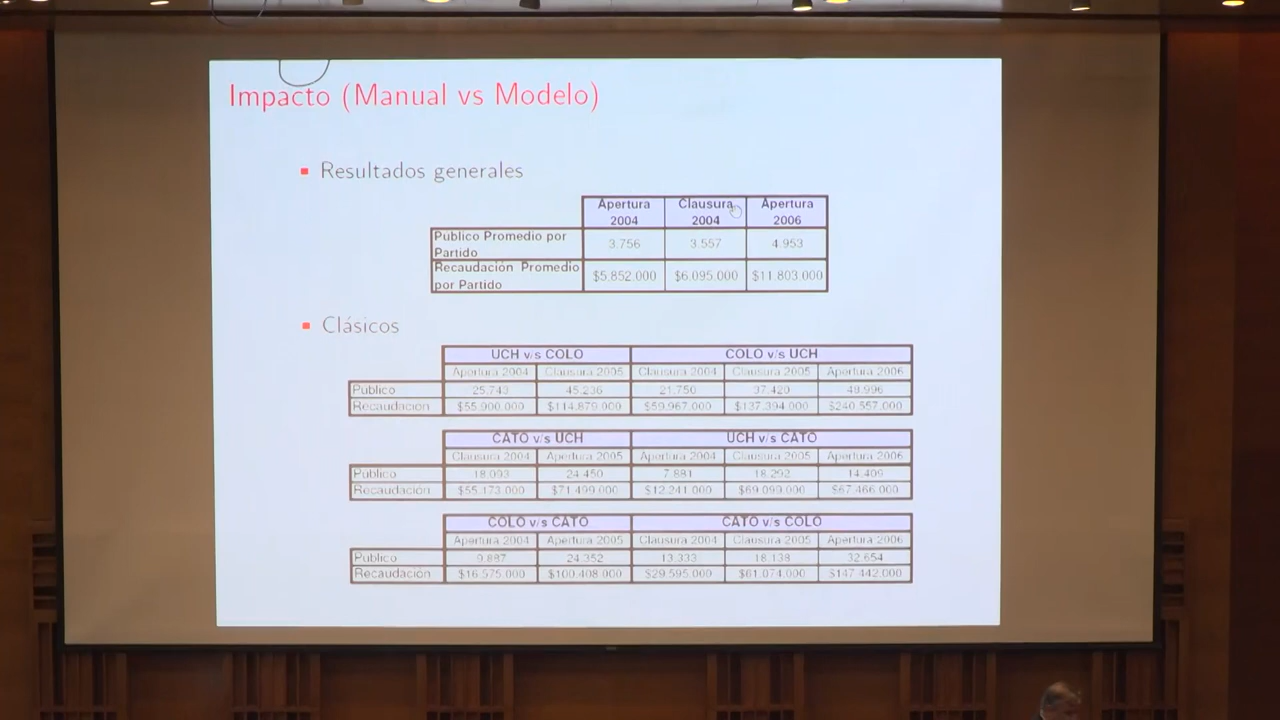 Impacto (Manual vs Modelo)
Resultados generales
Apertura 2004 Clausura 2004 Apertura 2006
Publico Promedio por Partido 3.756 3.557 4.953
Recaudación Promedio por Partido $5.852.000 $6.095.000 $11.803.000
Clásicos
UCH v/s COLO COLO v/s UCH
Apertura 2004 Clausura 2005 Clausura 2004 Clausura 2005 Apertura 2006
Público 25.743 45.236 21.750 37.420 48.996
Recaudación $55.900.000 $114.879.000 $59.967.000 $137.394.000 $240.557.000
CATO v/s UCH UCH v/s CATO
Clausura 2004 Apertura 2005 Apertura 2004 Clausura 2005 Apertura 2006
Público 18.093 24.450 7.881 18.292 14.409
Recaudación $55.173.000 $71.499.000 $12.241.000 $69.099.000 $67.466.000
COLO v/s CATO CATO v/s COLO
Apertura 2004 Apertura 2005 Clausura 2004 Clausura 2005 Apertura 2006
Público 9.887 24.352 13.333 18.138 32.654
Recaudación $16.575.000 $100.408.000 $29.595.000 $61.074.000 $147.442.000